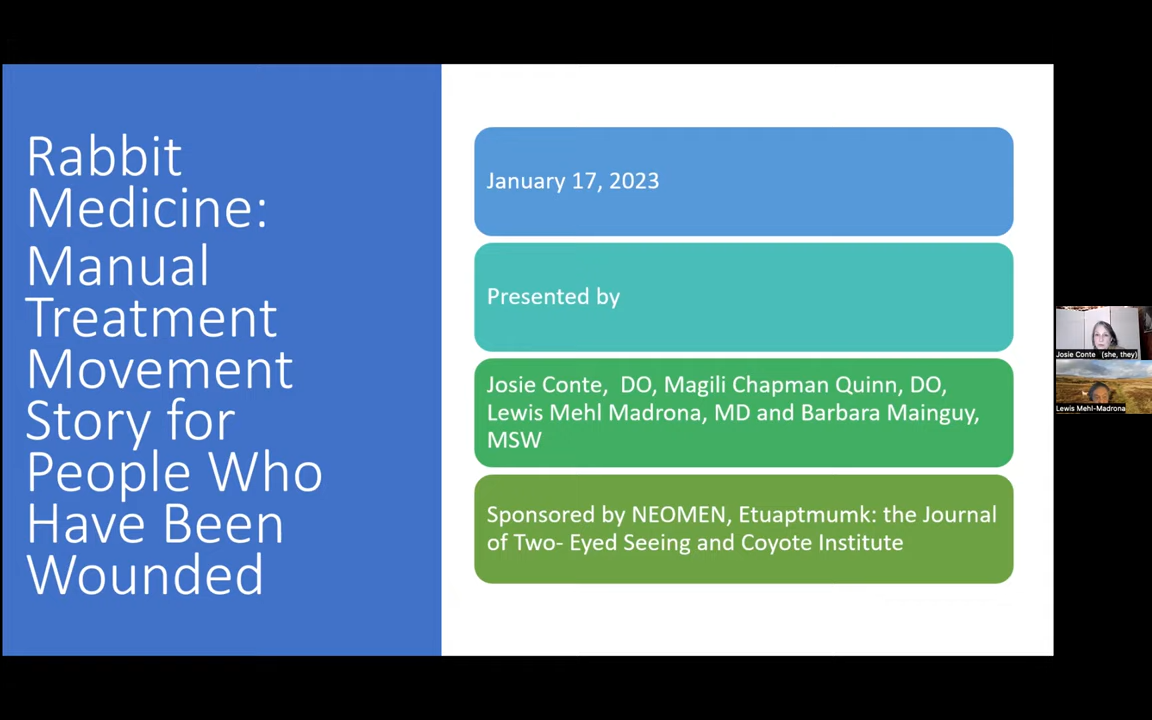 Rabbit
Medicine:
Manual
Treatment
Movement
Story for
People Who
Have Been
Wounded
January 17, 2023
Presented by
Josie Conte,  DO, Magili Chapman Quinn, DO,
Lewis Mehl Madrona, MD and Barbara Mainguy,
MSW
Sponsored by NEOMEN, Etuaptmumk: the Journal
of Two- Eyed Seeing and Coyote Institute
Josie Conte (she, they)
Lewis Mehl-Madrona